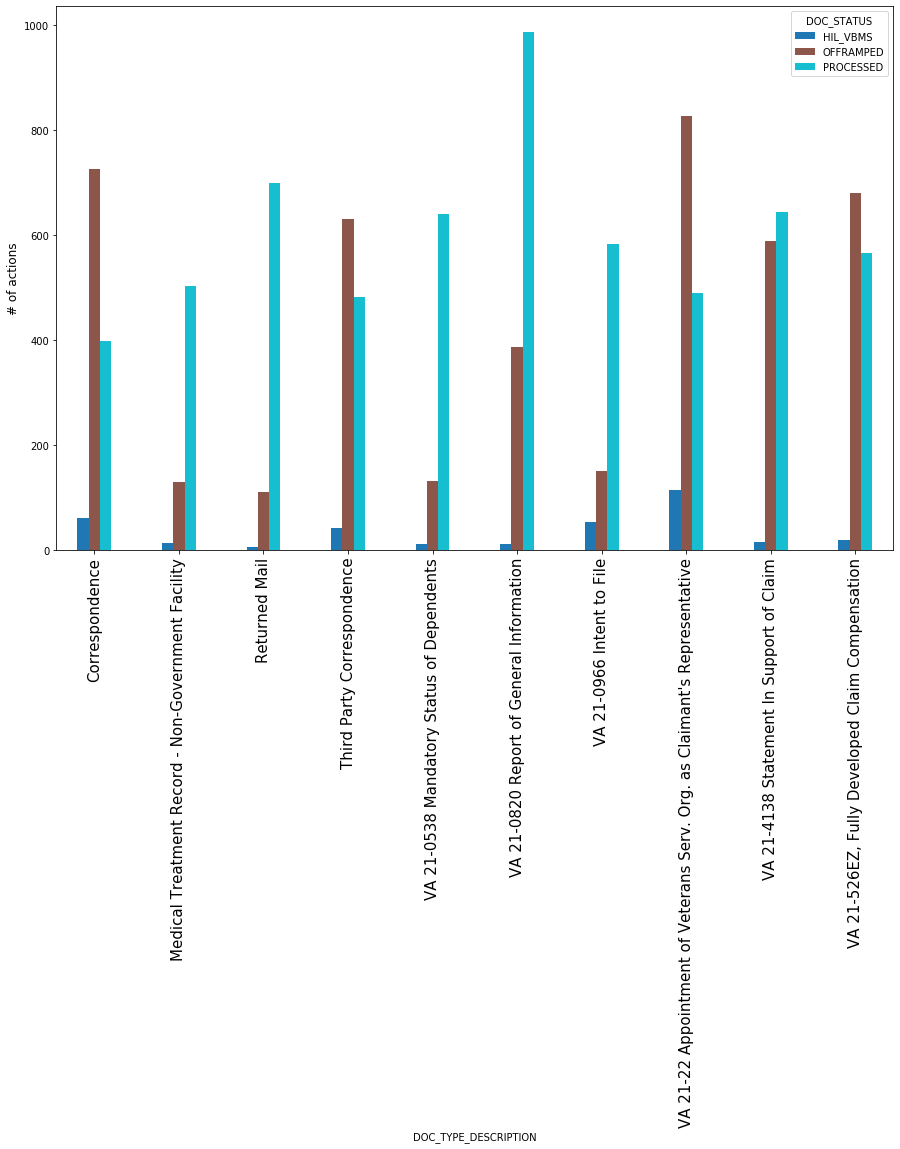 1000
800
600
400
200
0
# of actions
DOC_STATUS
HIL_VBMS
OFFRAMPED
PROCESSED
Correspondence
Medical Treatment Record - Non-Government Facility
Returned Mail
Third Party Correspondence
VA 21-0538 Mandatory Status of Dependents
VA 21-0820 Report of General Information
VA 21-0966 Intent to File
VA 21-22 Appointment of Veterans Serv. Org. as Claimant's Representative
VA 21-4138 Statement In Support of Claim
VA 21-526EZ, Fully Developed Claim Compensation
DOC_TYPE_DESCRIPTION